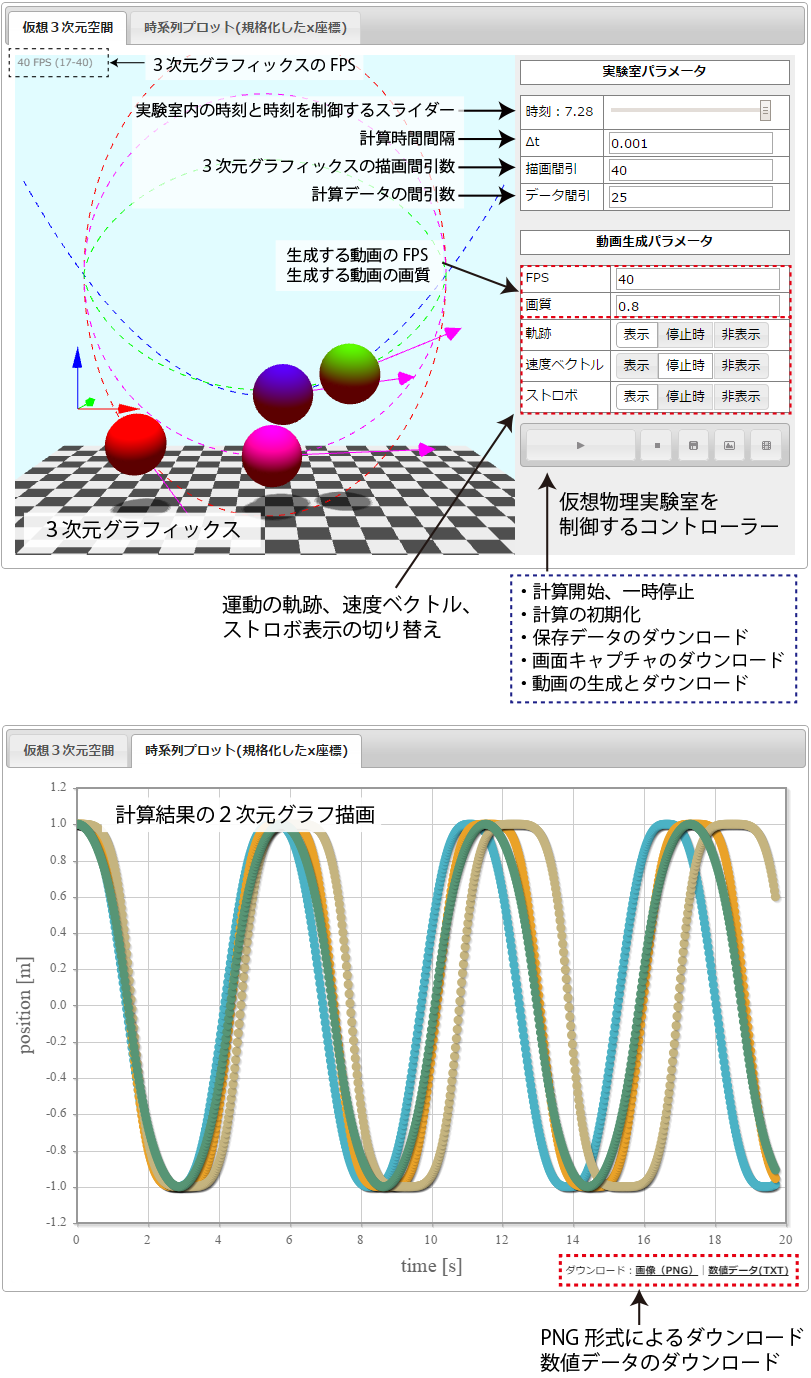 仮想３次元空間
時系列プロット(規格化したx座標)
40 FPS (17-40)
３次元グラフィックスの FPS
実験室パラメータ
実験室内の時刻と時刻を制御するスライダー
時刻：7.28
計算時間間隔
Δt
0.001
３次元グラフィックスの描画間引数
描画間引
40
計算データの間引数
データ間引
25
動画生成パラメータ
生成する動画の FPS
生成する動画の画質
FPS
40
画質
0.8
軌跡
表示 停止時 非表示
速度ベクトル
表示 停止時 非表示
ストロボ
表示 停止時 非表示
３次元グラフィックス
仮想物理実験室を
制御するコントローラー
運動の軌跡、速度ベクトル、
ストロボ表示の切り替え
・計算開始、一時停止
・計算の初期化
・保存データのダウンロード
・画面キャプチャのダウンロード
・動画の生成とダウンロード
仮想３次元空間
時系列プロット(規格化したx座標)
計算結果の２次元グラフ描画
1.2
1.0
0.8
0.6
0.4
0.2
0.0
-0.2
-0.4
-0.6
-0.8
-1.0
-1.2
position [m]
0 2 4 6 8 10 12 14 16 18 20
time [s]
ダウンロード：画像（PNG）｜数値データ(TXT)
PNG 形式によるダウンロード
数値データのダウンロード